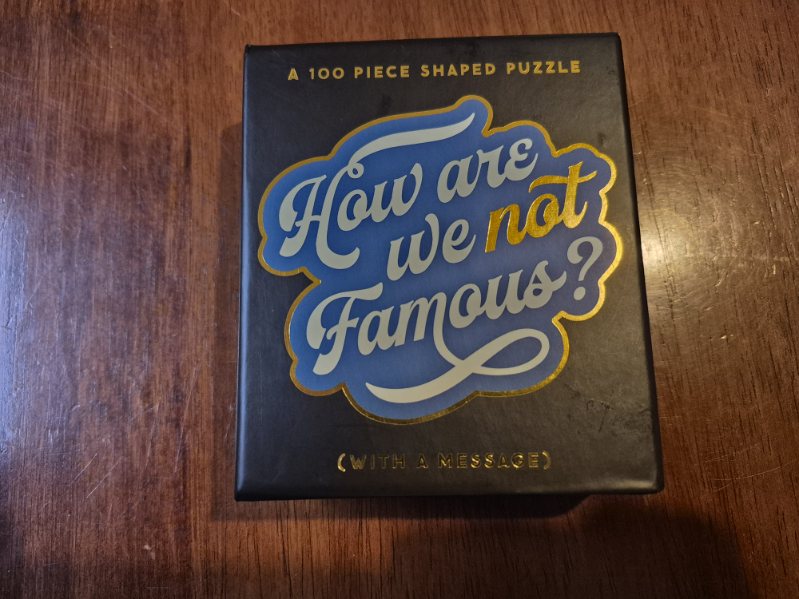 A 100 PIECE SHAPED PUZZLE
How are
we not
Famous?
(WITH A MESSAGE)